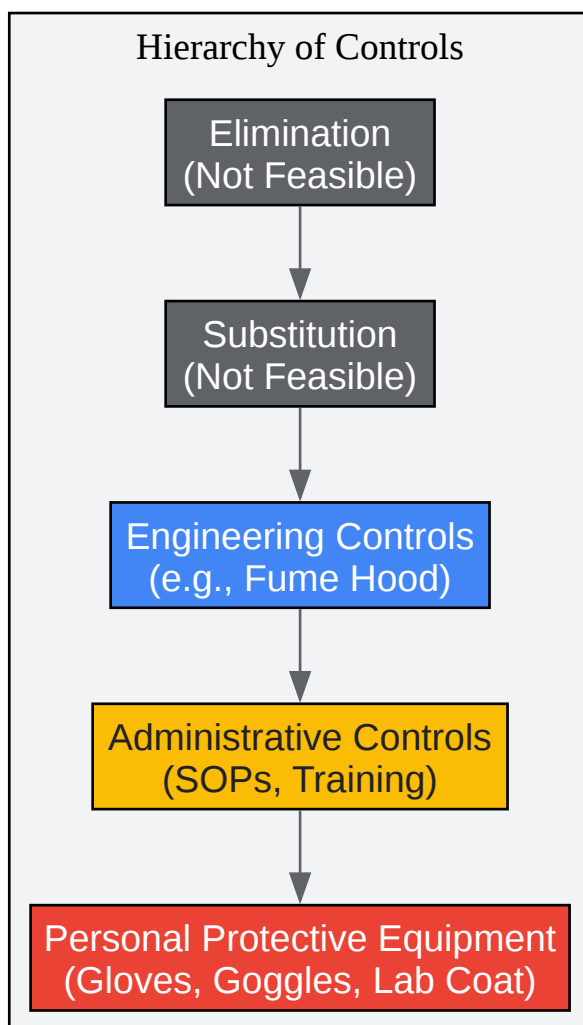 Hierarchy of Controls
Elimination
(Not Feasible)
Substitution
(Not Feasible)
Engineering Controls
(e.g., Fume Hood)
Administrative Controls
(SOPs, Training)
Personal Protective Equipment
(Gloves, Goggles, Lab Coat)